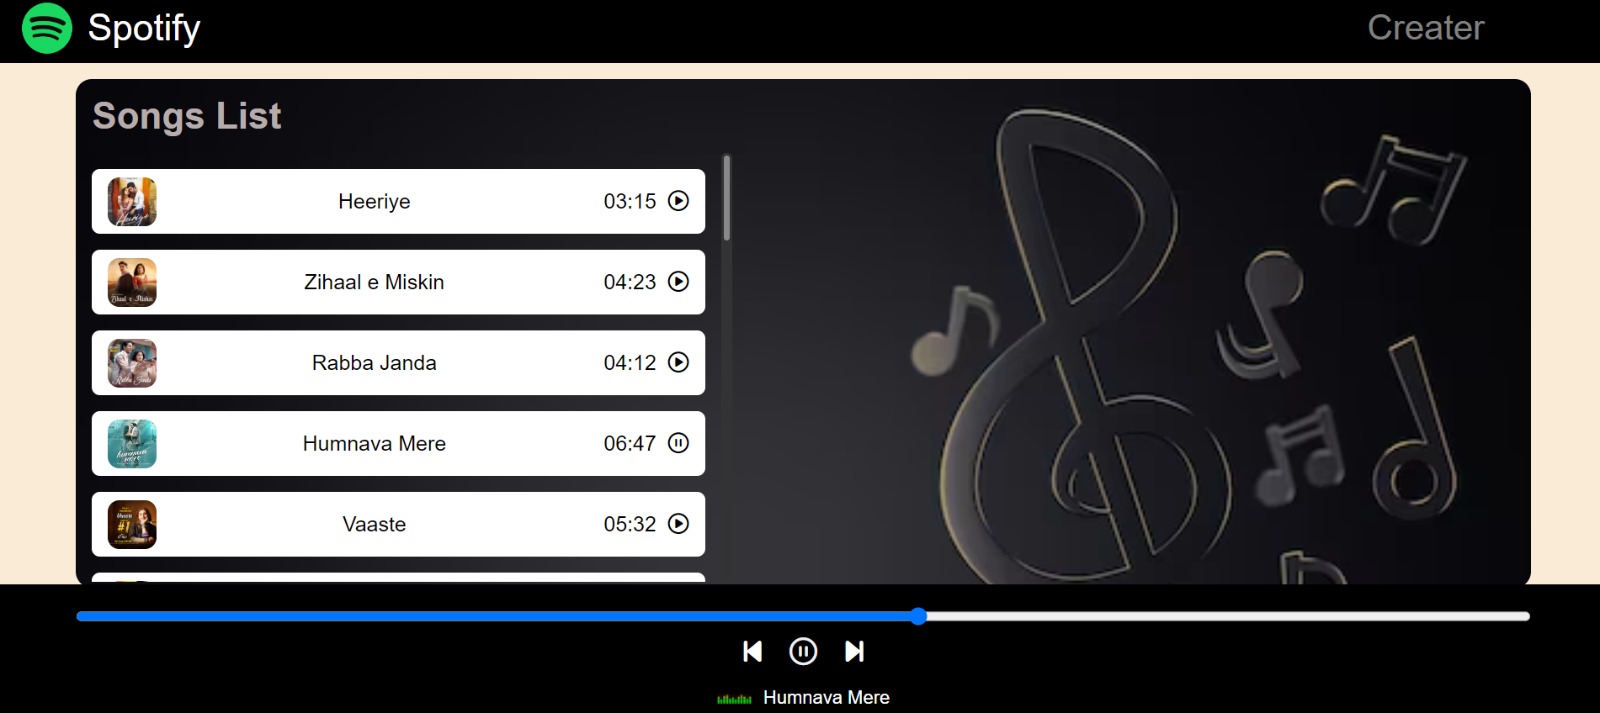 Spotify
Creater
Songs List
Heeriye 03:15
Zihaal e Miskin 04:23
Rabba Janda 04:12
Humnava Mere 06:47
Vaaste 05:32
Humnava Mere